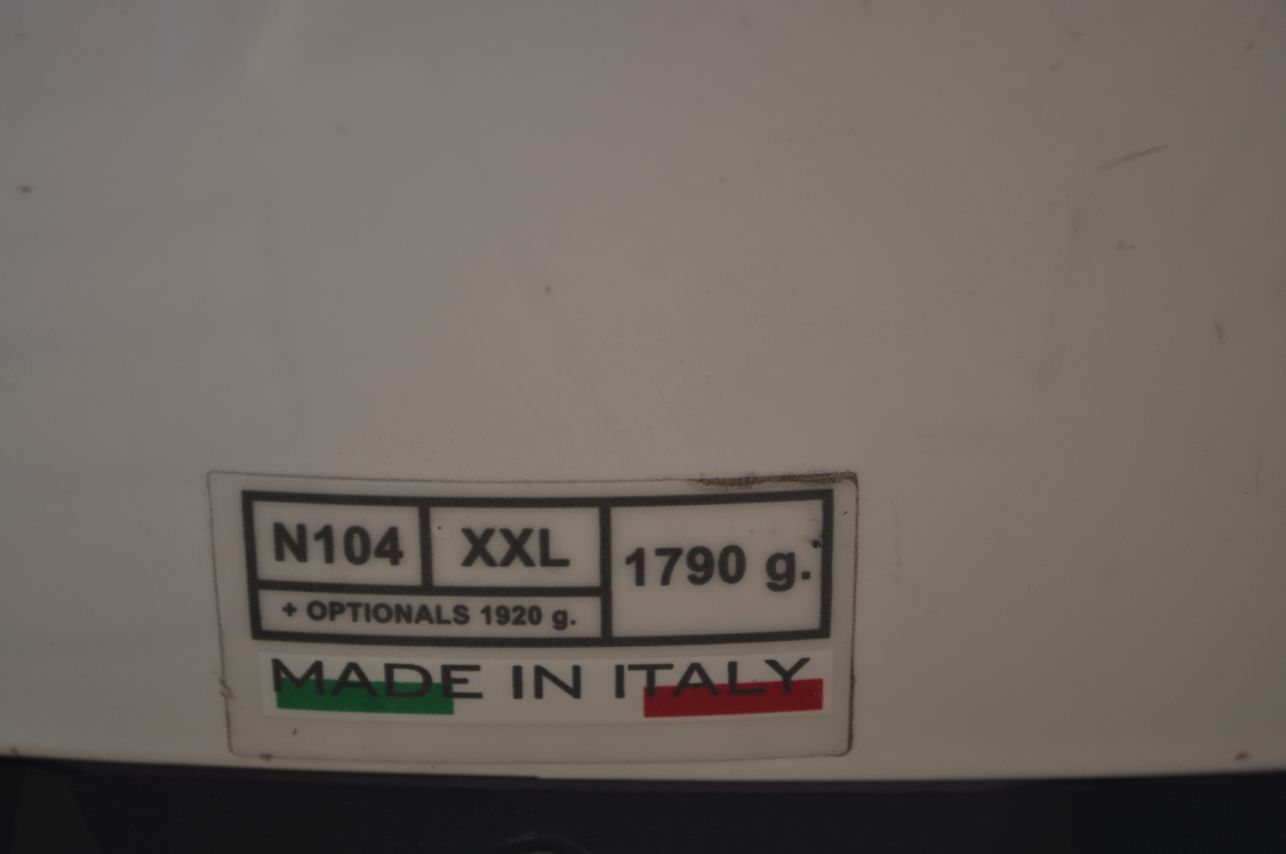 N104 XXL 1790 g.
+ OPTIONALS 1920 g.
MADE IN ITALY